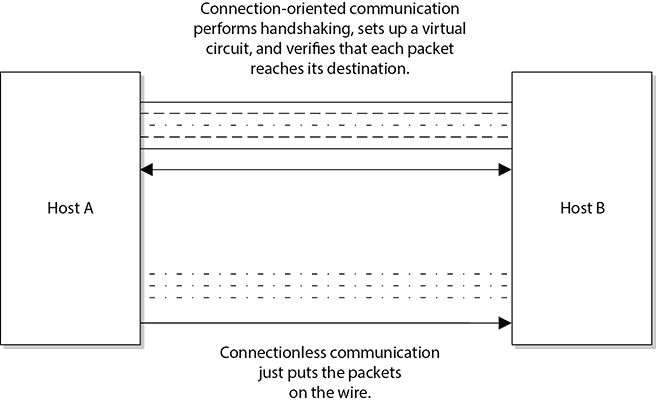 Connection-oriented communication
performs handshaking, sets up a virtual
circuit, and verifies that each packet
reaches its destination.
Host A
Host B
Connectionless communication
just puts the packets
on the wire.